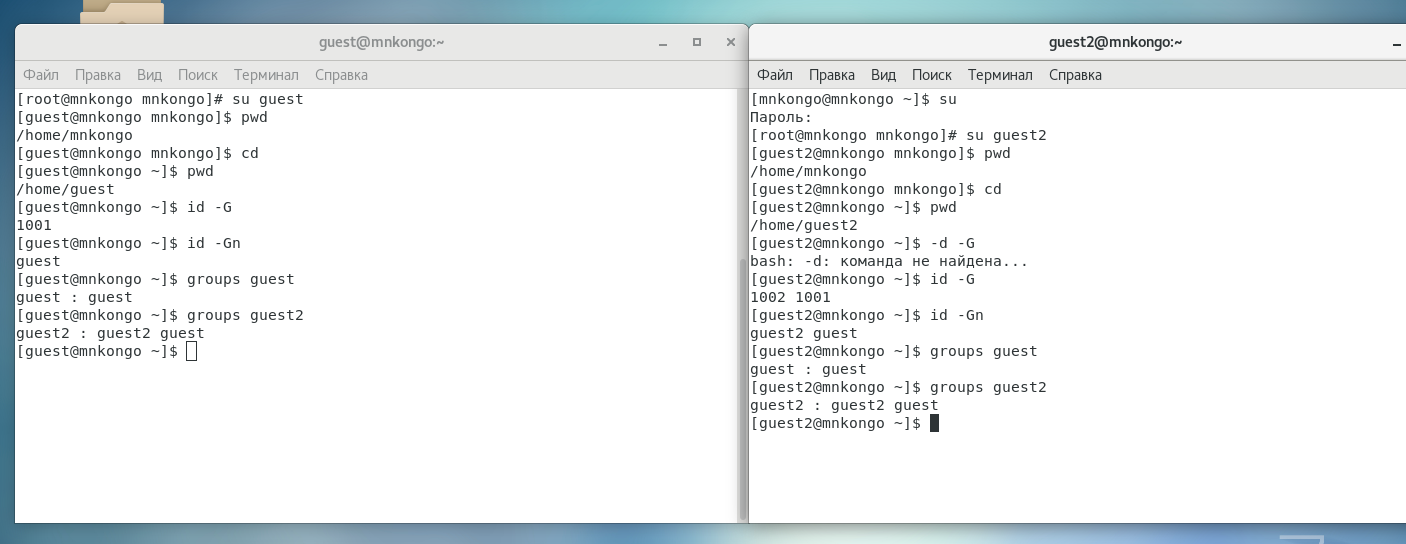 guest@mnkongo:~
Файл Правка Вид Поиск Терминал Справка
[root@mnkongo mnkongo]# su guest
[guest@mnkongo mnkongo]$ pwd
/home/mnkongo
[guest@mnkongo mnkongo]$ cd
[guest@mnkongo ~]$ pwd
/home/guest
[guest@mnkongo ~]$ id -G
1001
[guest@mnkongo ~]$ id -Gn
guest
[guest@mnkongo ~]$ groups guest
guest : guest
[guest@mnkongo ~]$ groups guest2
guest2 : guest2 guest
[guest@mnkongo ~]$
guest2@mnkongo:~
Файл Правка Вид Поиск Терминал Справка
[mnkongo@mnkongo ~]$ su
Пароль:
[root@mnkongo mnkongo]# su guest2
[guest2@mnkongo mnkongo]$ pwd
/home/mnkongo
[guest2@mnkongo mnkongo]$ cd
[guest2@mnkongo ~]$ pwd
/home/guest2
[guest2@mnkongo ~]$ -d -G
bash: -d: команда не найдена...
[guest2@mnkongo ~]$ id -G
1002 1001
[guest2@mnkongo ~]$ id -Gn
guest2 guest
[guest2@mnkongo ~]$ groups guest
guest : guest
[guest2@mnkongo ~]$ groups guest2
guest2 : guest2 guest
[guest2@mnkongo ~]$